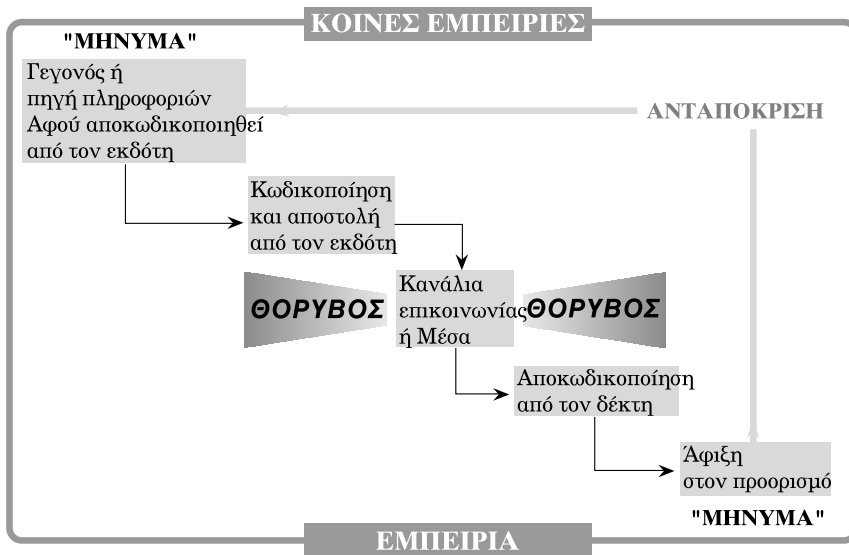 ΚΟΙΝΕΣ ΕΜΠΕΙΡΙΕΣ
"ΜΗΝΥΜΑ"
Γεγονός ή
πηγή πληροφοριών
Αφού αποκωδικοποιηθεί
από τον εκδότη
ΑΝΤΑΠΟΚΡΙΣΗ
Κωδικοποίηση
και αποστολή
από τον εκδότη
ΘΟΡΥΒΟΣ
Κανάλια
επικοινωνίας
ή Μέσα
ΘΟΡΥΒΟΣ
Αποκωδικοποίηση
από τον δέκτη
Άφιξη
στον προορισμό
"ΜΗΝΥΜΑ"
ΕΜΠΕΙΡΙΑ